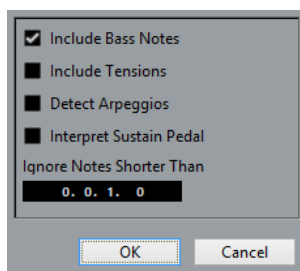 Include Bass Notes
Include Tensions
Detect Arpeggios
Interpret Sustain Pedal
Ignore Notes Shorter Than
0. 0. 1. 0
OK Cancel